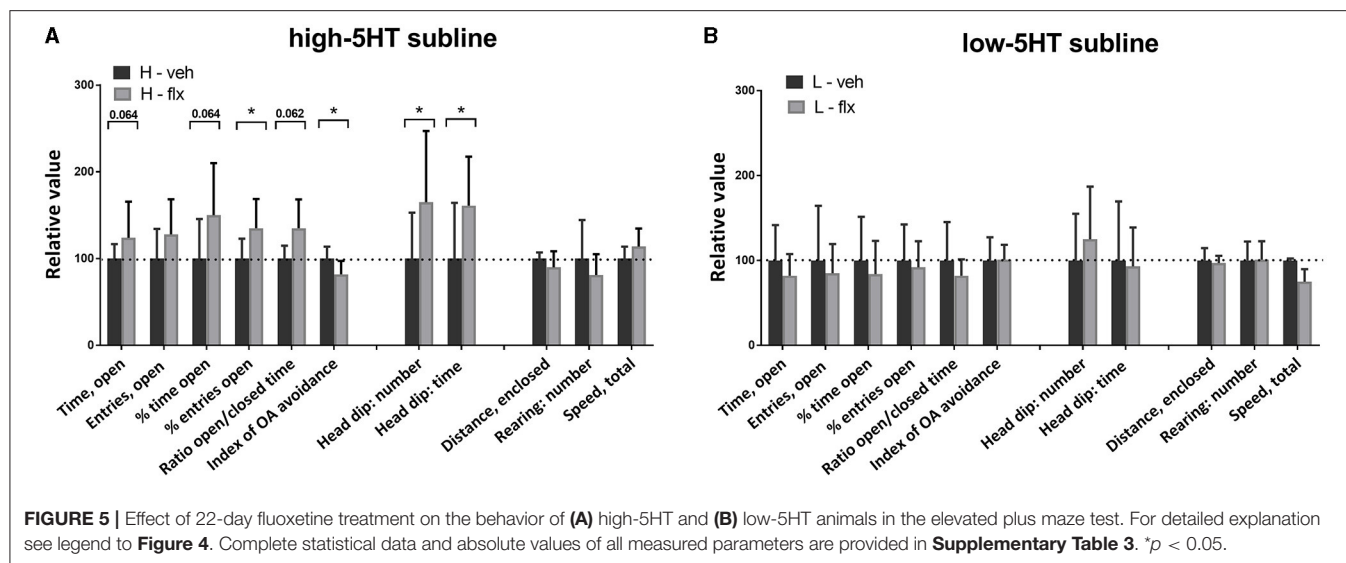 A
high-5HT subline
H - veh
H - flx
Relative value
300
200
100
0
0.064
0.064
*
0.062
*
*
*
Time, open
Entries, open
% time open
% entries open
Ratio open/closed time
Index of OA avoidance
Head dip: number
Head dip: time
Distance, enclosed
Rearing: number
Speed, total
B
low-5HT subline
L - veh
L - flx
Relative value
300
200
100
0
Time, open
Entries, open
% time open
% entries open
Ratio open/closed time
Index of OA avoidance
Head dip: number
Head dip: time
Distance, enclosed
Rearing: number
Speed, total
FIGURE 5 | Effect of 22-day fluoxetine treatment on the behavior of (A) high-5HT and (B) low-5HT animals in the elevated plus maze test. For detailed explanation
see legend to Figure 4. Complete statistical data and absolute values of all measured parameters are provided in Supplementary Table 3. *p < 0.05.